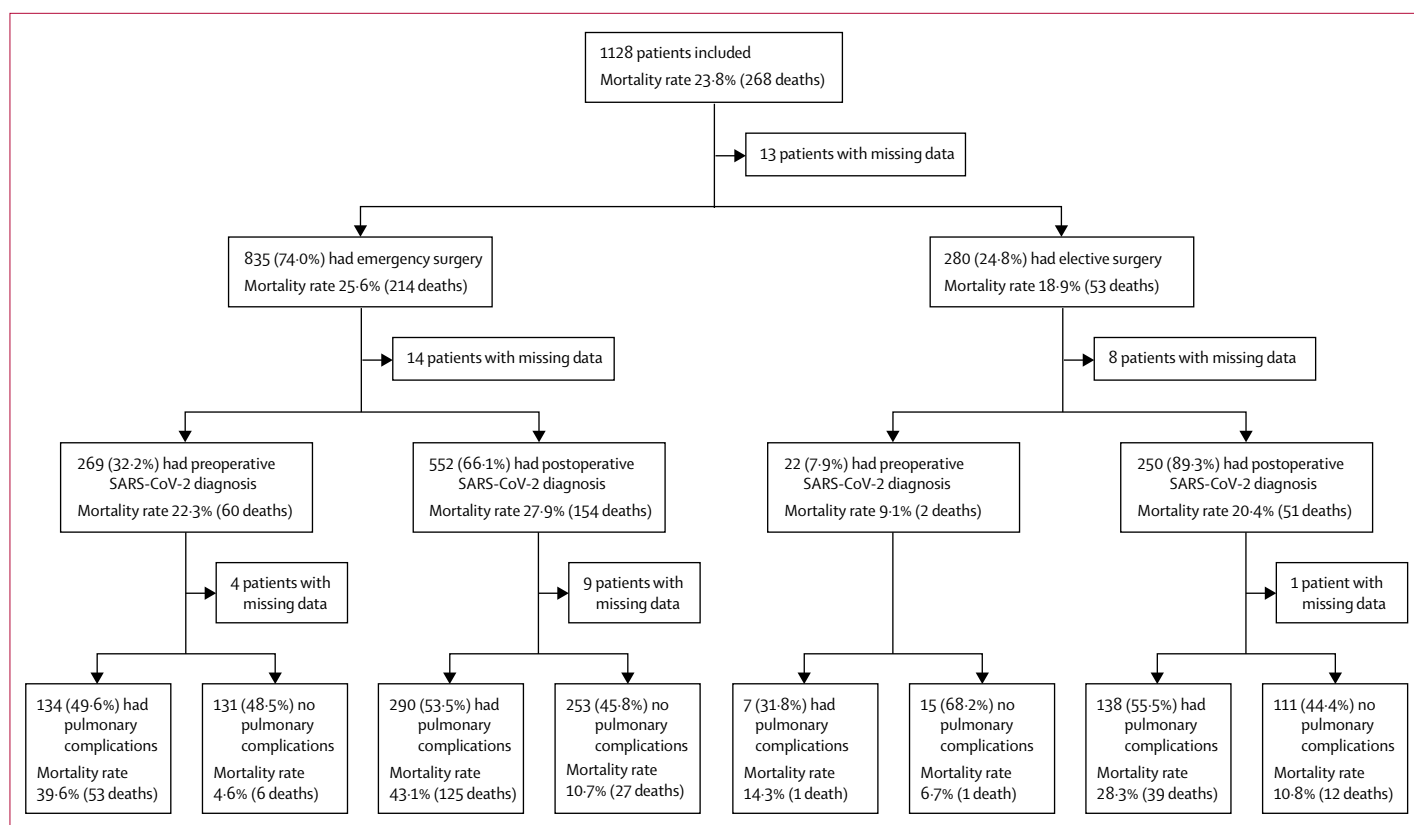 1128 patients included
Mortality rate 23·8% (268 deaths)
13 patients with missing data
835 (74·0%) had emergency surgery
Mortality rate 25·6% (214 deaths)
280 (24·8%) had elective surgery
Mortality rate 18·9% (53 deaths)
14 patients with missing data
8 patients with missing data
269 (32·2%) had preoperative
SARS-CoV-2 diagnosis
Mortality rate 22·3% (60 deaths)
552 (66·1%) had postoperative
SARS-CoV-2 diagnosis
Mortality rate 27·9% (154 deaths)
22 (7·9%) had preoperative
SARS-CoV-2 diagnosis
Mortality rate 9·1% (2 deaths)
250 (89·3%) had postoperative
SARS-CoV-2 diagnosis
Mortality rate 20·4% (51 deaths)
4 patients with
missing data
9 patients with
missing data
1 patient with
missing data
134 (49·6%) had
pulmonary
complications
Mortality rate
39·6% (53 deaths)
131 (48·5%) no
pulmonary
complications
Mortality rate
4·6% (6 deaths)
290 (53·5%) had
pulmonary
complications
Mortality rate
43·1% (125 deaths)
253 (45·8%) no
pulmonary
complications
Mortality rate
10·7% (27 deaths)
7 (31·8%) had
pulmonary
complications
Mortality rate
14·3% (1 death)
15 (68·2%) no
pulmonary
complications
Mortality rate
6·7% (1 death)
138 (55·5%) had
pulmonary
complications
Mortality rate
28·3% (39 deaths)
111 (44·4%) no
pulmonary
complications
Mortality rate
10·8% (12 deaths)